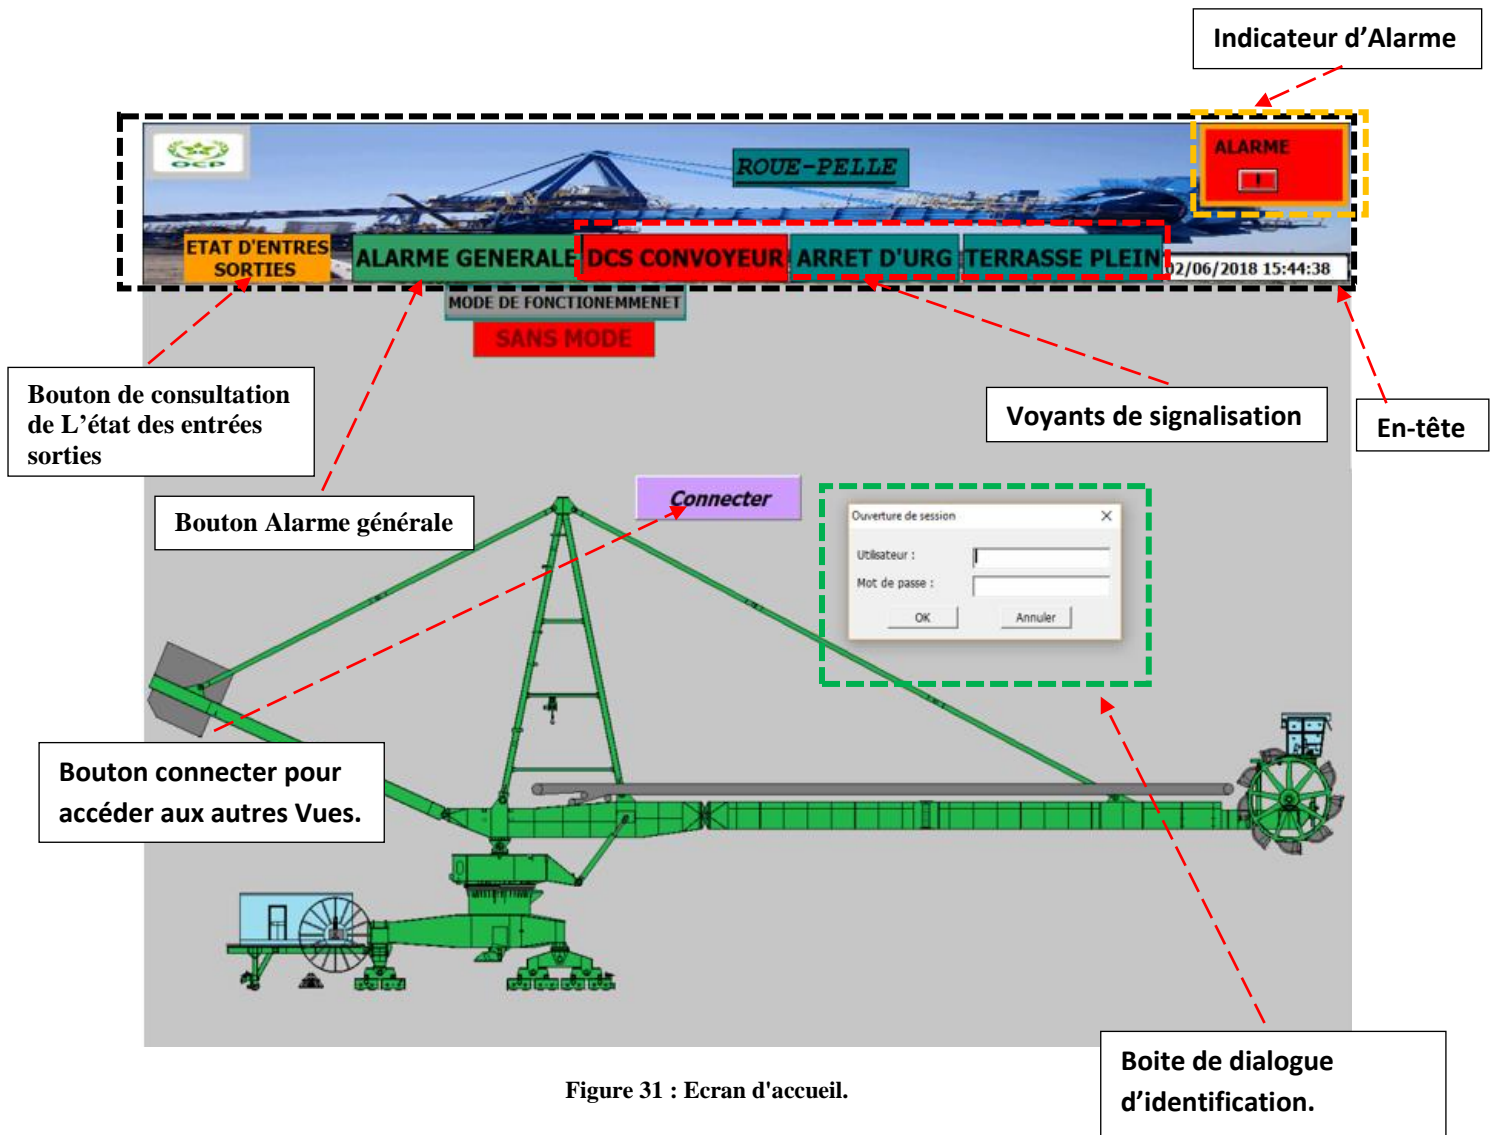 Indicateur d’Alarme
OCP
ROUE-PELLE
ALARME
!
ETAT D'ENTRES
SORTIES
ALARME GENERALE
DCS CONVOYEUR
ARRET D'URG
TERRASSE PLEIN
02/06/2018 15:44:38
MODE DE FONCTIONEMMENET
SANS MODE
Bouton de consultation
de L’état des entrées
sorties
Voyants de signalisation
En-tête
Bouton Alarme générale
Connecter
Ouverture de session
Utilisateur :
Mot de passe :
OK
Annuler
Bouton connecter pour
accéder aux autres Vues.
Boite de dialogue
d’identification.
Figure 31 : Ecran d'accueil.